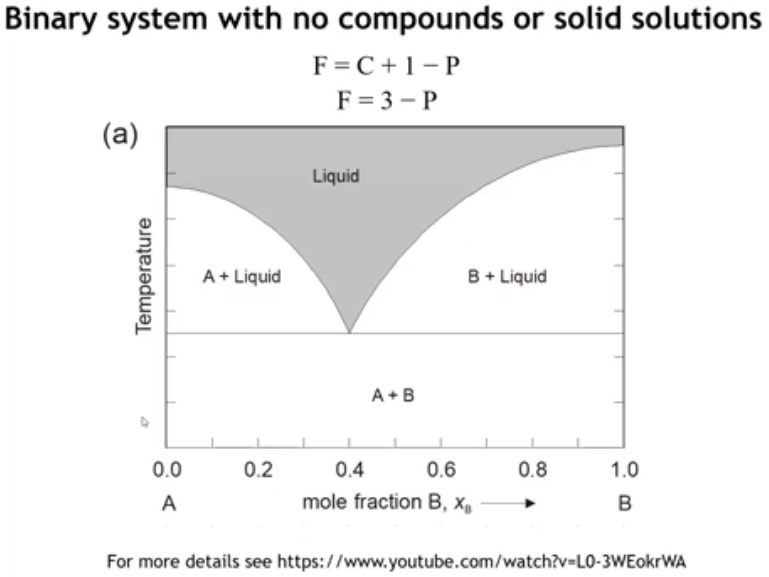 Binary system with no compounds or solid solutions
F = C + 1 − P
F = 3 − P
(a)
Liquid
Temperature
A + Liquid
B + Liquid
A + B
0.0 0.2 0.4 0.6 0.8 1.0
A mole fraction B, x_B ⟶ B
For more details see https://www.youtube.com/watch?v=L0-3WEokrWA